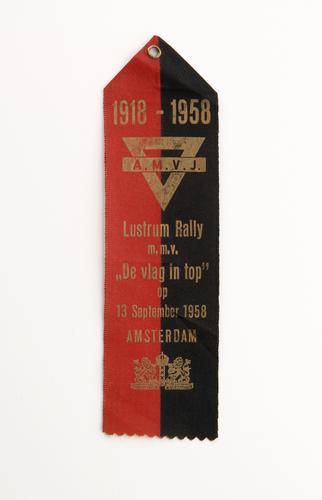 1918 - 1958
A.M.V.J.
Lustrum Rally
m.m.v.
„De vlag in top”
op
13 September 1958
AMSTERDAM